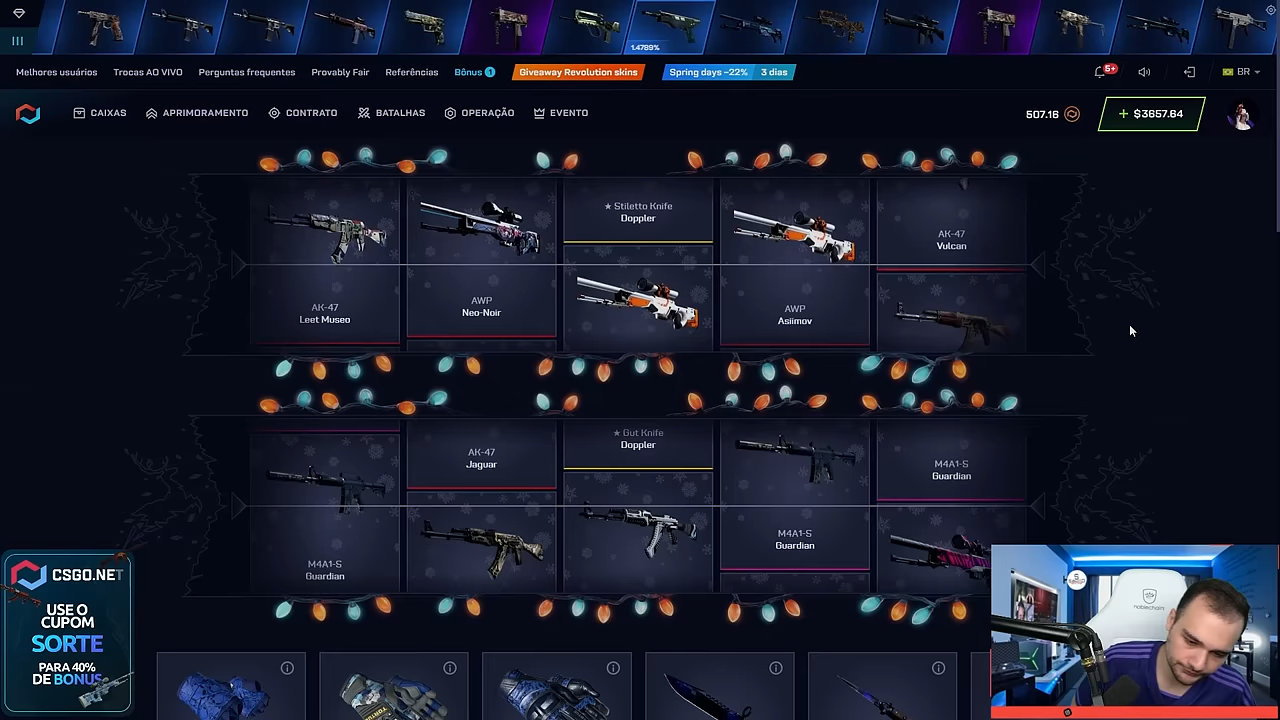 1.4789%
Melhores usuários
Trocas AO VIVO
Perguntas frequentes
Provably Fair
Referências
Bônus 1
Giveaway Revolution skins
Spring days -22% 3 dias
5+
BR
CAIXAS
APRIMORAMENTO
CONTRATO
BATALHAS
OPERAÇÃO
EVENTO
507.16
+ $3657.64
AK-47
Leet Museo
AWP
Neo-Noir
★ Stiletto Knife
Doppler
AWP
Asiimov
AK-47
Vulcan
M4A1-S
Guardian
AK-47
Jaguar
★ Gut Knife
Doppler
M4A1-S
Guardian
M4A1-S
Guardian
CSGO.NET
USE O
CUPOM
SORTE
PARA 40%
DE BONUS
noblechairs